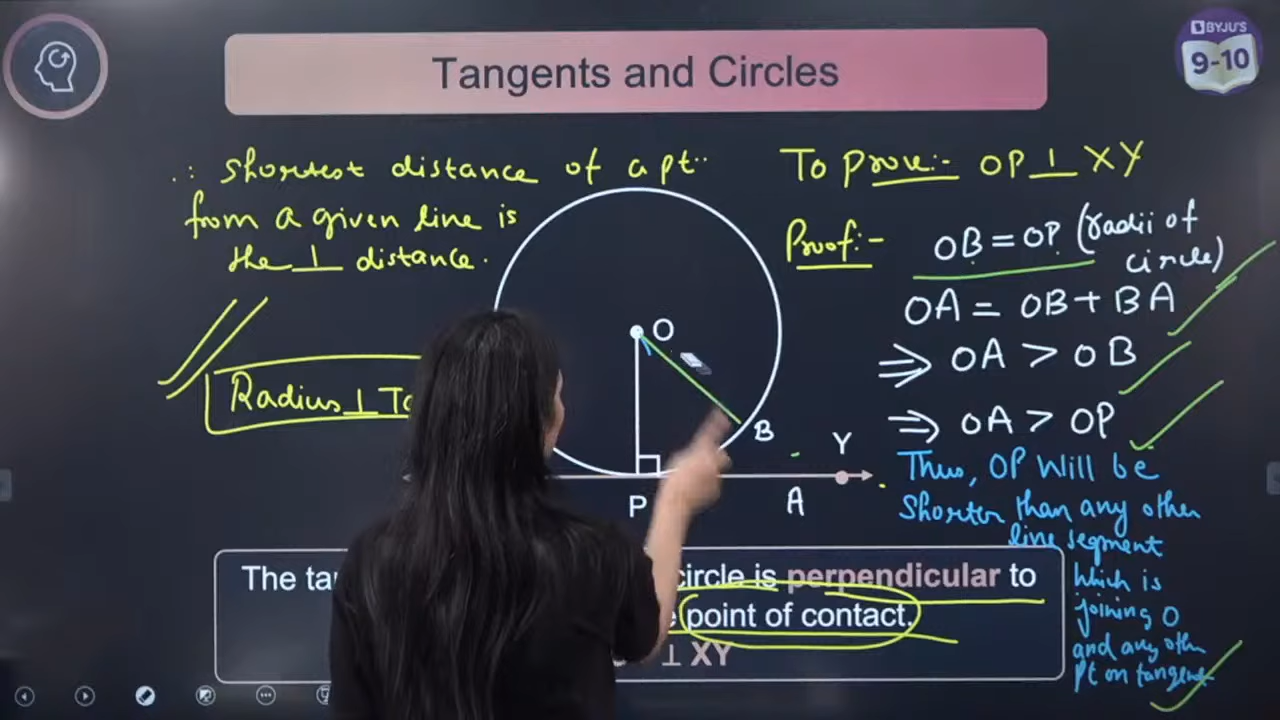 BYJU'S
9-10
Tangents and Circles
∴ shortest distance of a pt.
from a given line is
the ⊥ distance.
Radius ⊥ Ta
To prove:- OP ⊥ XY
Proof:- OB = OP (radii of
circle)
OA = OB + BA
⇒ OA > OB
⇒ OA > OP
Thus, OP will be
shorter than any other
line segment
which is
joining O
and any other
pt on tangent
O
B
Y
P
A
The ta circle is perpendicular to
point of contact.
⊥ XY